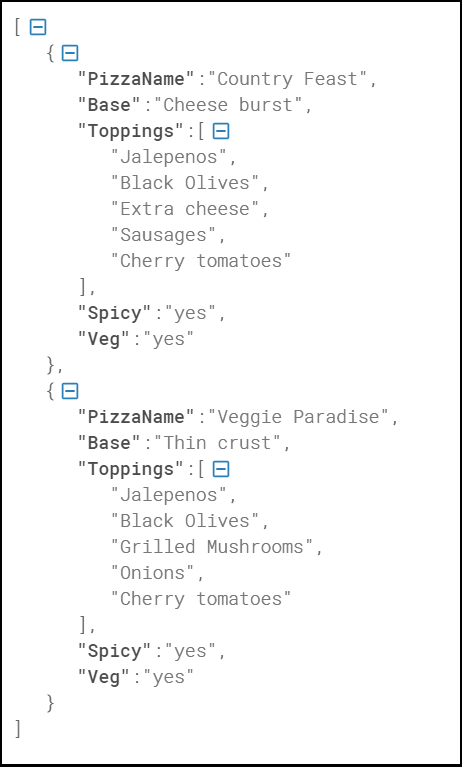 [
{
"PizzaName":"Country Feast",
"Base":"Cheese burst",
"Toppings":[
"Jalepenos",
"Black Olives",
"Extra cheese",
"Sausages",
"Cherry tomatoes"
],
"Spicy":"yes",
"Veg":"yes"
},
{
"PizzaName":"Veggie Paradise",
"Base":"Thin crust",
"Toppings":[
"Jalepenos",
"Black Olives",
"Grilled Mushrooms",
"Onions",
"Cherry tomatoes"
],
"Spicy":"yes",
"Veg":"yes"
}
]